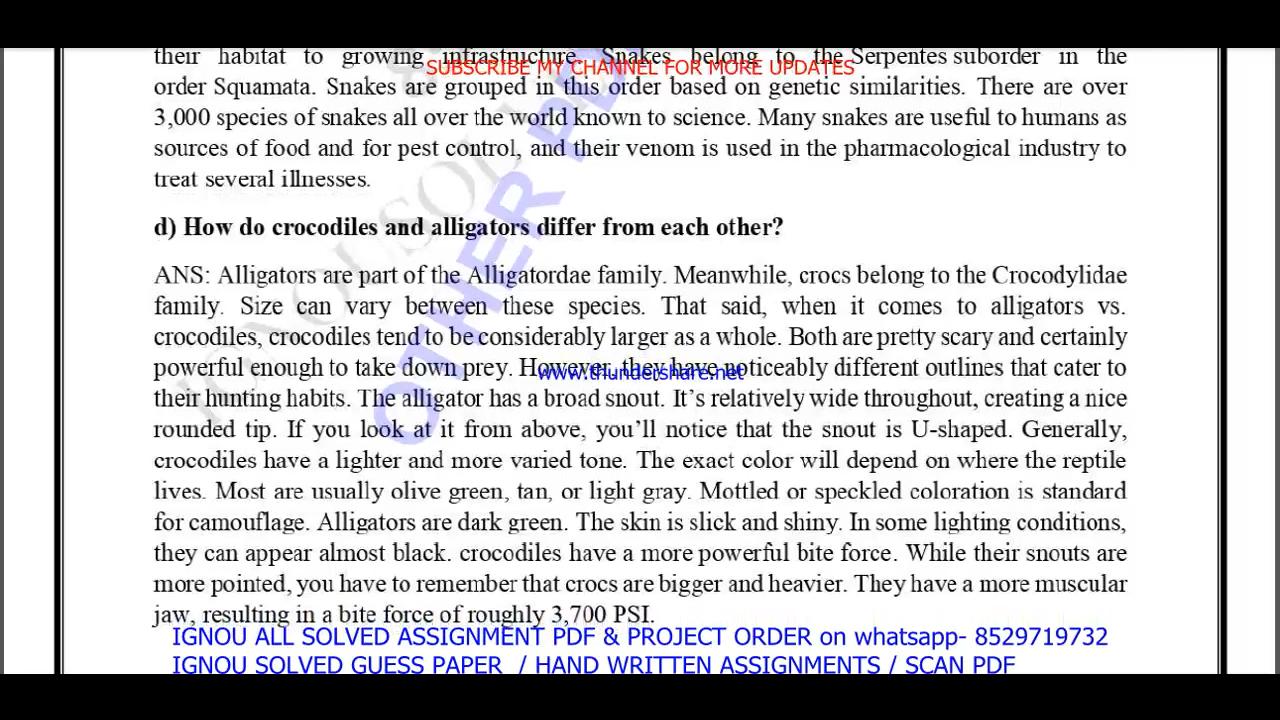 their habitat to growing infrastructure. Snakes belong to the Serpentes suborder in the
SUBSCRIBE MY CHANNEL FOR MORE UPDATES
order Squamata. Snakes are grouped in this order based on genetic similarities. There are over
3,000 species of snakes all over the world known to science. Many snakes are useful to humans as
sources of food and for pest control, and their venom is used in the pharmacological industry to
treat several illnesses.
d) How do crocodiles and alligators differ from each other?
ANS: Alligators are part of the Alligatordae family. Meanwhile, crocs belong to the Crocodylidae
family. Size can vary between these species. That said, when it comes to alligators vs.
crocodiles, crocodiles tend to be considerably larger as a whole. Both are pretty scary and certainly
powerful enough to take down prey. However, they have noticeably different outlines that cater to
www.thundershare.net
their hunting habits. The alligator has a broad snout. It's relatively wide throughout, creating a nice
rounded tip. If you look at it from above, you'll notice that the snout is U-shaped. Generally,
crocodiles have a lighter and more varied tone. The exact color will depend on where the reptile
lives. Most are usually olive green, tan, or light gray. Mottled or speckled coloration is standard
for camouflage. Alligators are dark green. The skin is slick and shiny. In some lighting conditions,
they can appear almost black. crocodiles have a more powerful bite force. While their snouts are
more pointed, you have to remember that crocs are bigger and heavier. They have a more muscular
jaw, resulting in a bite force of roughly 3,700 PSI.
IGNOU ALL SOLVED ASSIGNMENT PDF & PROJECT ORDER on whatsapp- 8529719732
IGNOU SOLVED GUESS PAPER / HAND WRITTEN ASSIGNMENTS / SCAN PDF
OTHER PDF